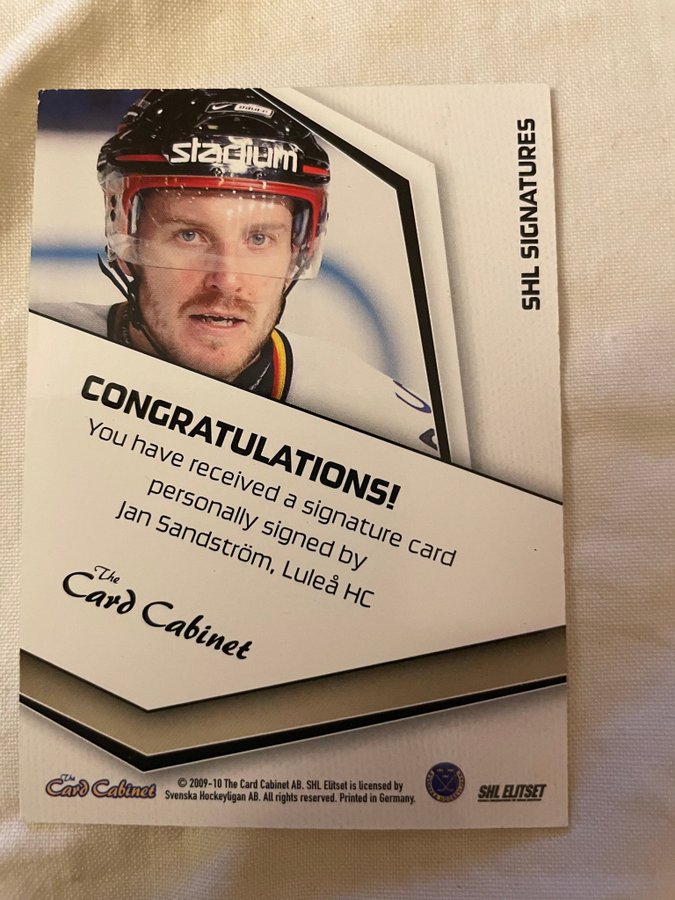 BAUER
stadium
SHL SIGNATURES
CONGRATULATIONS!
You have received a signature card
personally signed by
Jan Sandström, Luleå HC
The
Card Cabinet
The
Card Cabinet
© 2009-10 The Card Cabinet AB. SHL Elitset is licensed by
Svenska Hockeyligan AB. All rights reserved. Printed in Germany.
SHL ELITSET